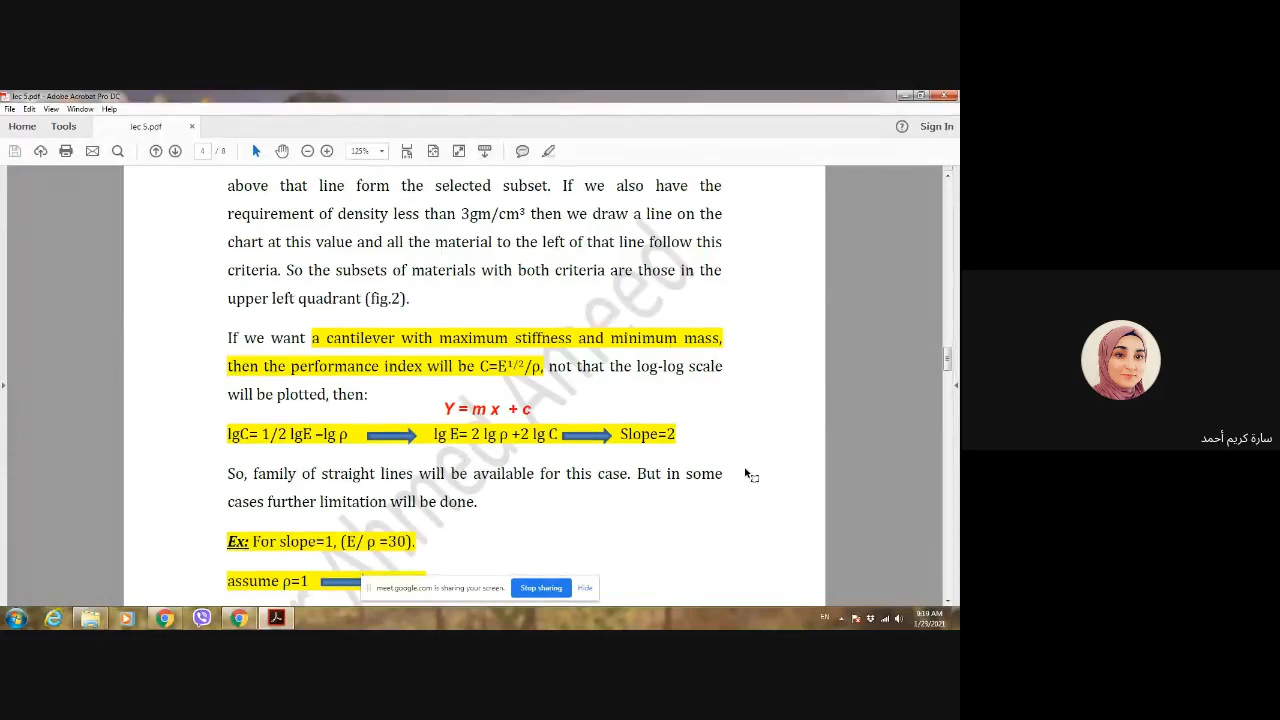 lec 5.pdf - Adobe Acrobat Pro DC
File Edit View Window Help
Home Tools lec 5.pdf × Sign In
4 / 8 125%
above that line form the selected subset. If we also have the
requirement of density less than 3gm/cm³ then we draw a line on the
chart at this value and all the material to the left of that line follow this
criteria. So the subsets of materials with both criteria are those in the
upper left quadrant (fig.2).
If we want a cantilever with maximum stiffness and minimum mass,
then the performance index will be C=E¹/²/ρ, not that the log-log scale
will be plotted, then:
Y = m x + c
lgC= 1/2 lgE –lg ρ lg E= 2 lg ρ +2 lg C Slope=2
So, family of straight lines will be available for this case. But in some
cases further limitation will be done.
Ex: For slope=1, (E/ ρ =30).
assume ρ=1
meet.google.com is sharing your screen. Stop sharing Hide
EN 9:19 AM
1/23/2021
سارة كريم أحمد
Ahmed Ameed